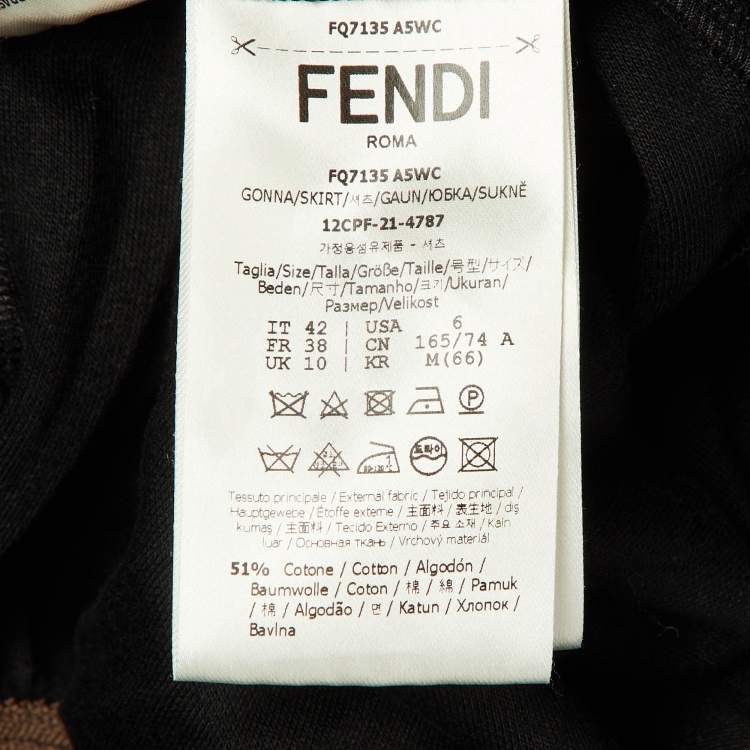 FQ7135 A5WC
FENDI
ROMA
FQ7135 A5WC
GONNA/SKIRT/셔츠/GAUN/ЮБКА/SUKNĚ
12CPF-21-4787
가정용섬유제품 - 셔츠
Taglia/Size/Talla/Größe/Taille/号型/サイズ/
Beden/尺寸/Tamanho/크기/Ukuran/
Размер/Velikost
IT 42 | USA 6
FR 38 | CN 165/74 A
UK 10 | KR M(66)
드라이
Tessuto principale / External fabric / Tejido principal /
Hauptgewebe / Étoffe externe / 主面料 / 表生地 / diş
kumaş / 主面料 / Tecido Externo / 주요 소재 / Kain
luar / Основная ткань / Vrchový materiál
51% Cotone / Cotton / Algodón /
Baumwolle / Coton / 棉 / 綿 / Pamuk
/ 棉 / Algodão / 면 / Katun / Хлопок /
Bavlna